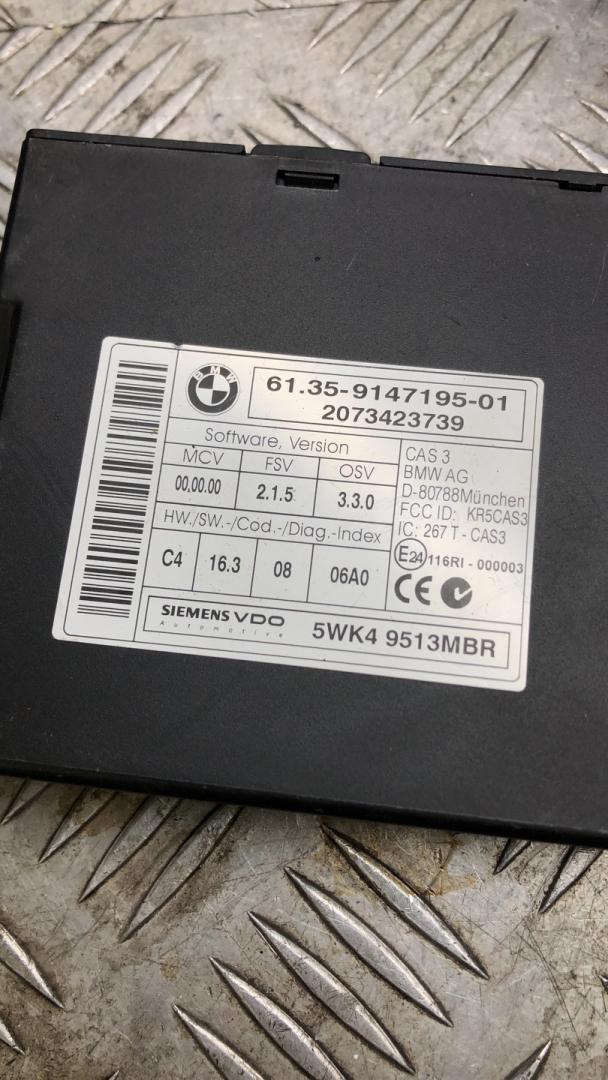 BMW
61.35-9147195-01
2073423739
Software, Version
MCV FSV OSV
00.00.00 2.1.5 3.3.0
HW./SW.-/Cod.-/Diag.-Index
C4 16.3 08 06A0
CAS 3
BMW AG
D-80788München
FCC ID: KR5CAS3
IC: 267 T - CAS3
E24 116RI - 000003
CE
SIEMENS VDO
Automotive
5WK4 9513MBR